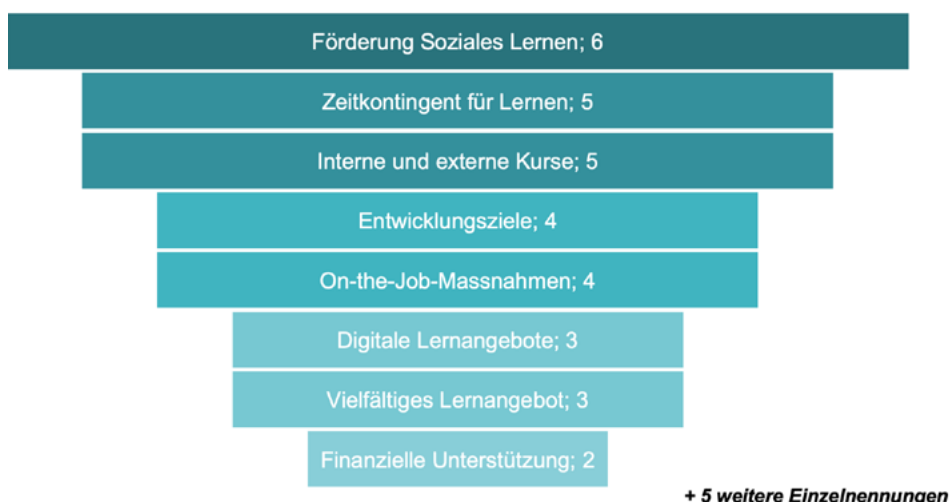 Förderung Soziales Lernen; 6
Zeitkontingent für Lernen; 5
Interne und externe Kurse; 5
Entwicklungsziele; 4
On-the-Job-Massnahmen; 4
Digitale Lernangebote; 3
Vielfältiges Lernangebot; 3
Finanzielle Unterstützung; 2
+ 5 weitere Einzelnennungen